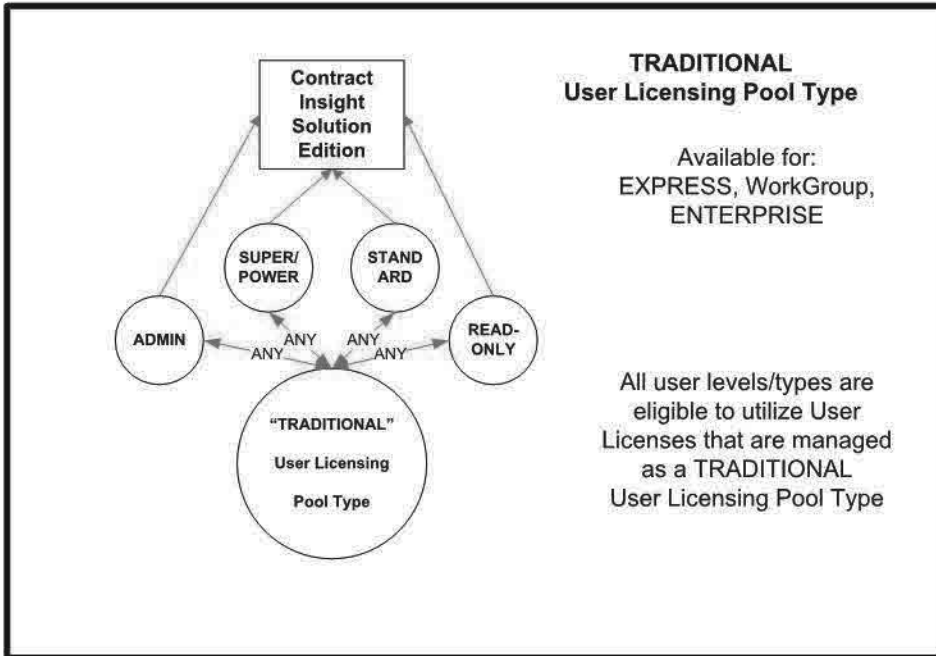 Contract
Insight
Solution
Edition
TRADITIONAL
User Licensing Pool Type
Available for:
EXPRESS, WorkGroup,
ENTERPRISE
SUPER/
POWER
STAND
ARD
ADMIN
READ-
ONLY
ANY
ANY
ANY
ANY
“TRADITIONAL”
User Licensing
Pool Type
All user levels/types are
eligible to utilize User
Licenses that are managed
as a TRADITIONAL
User Licensing Pool Type